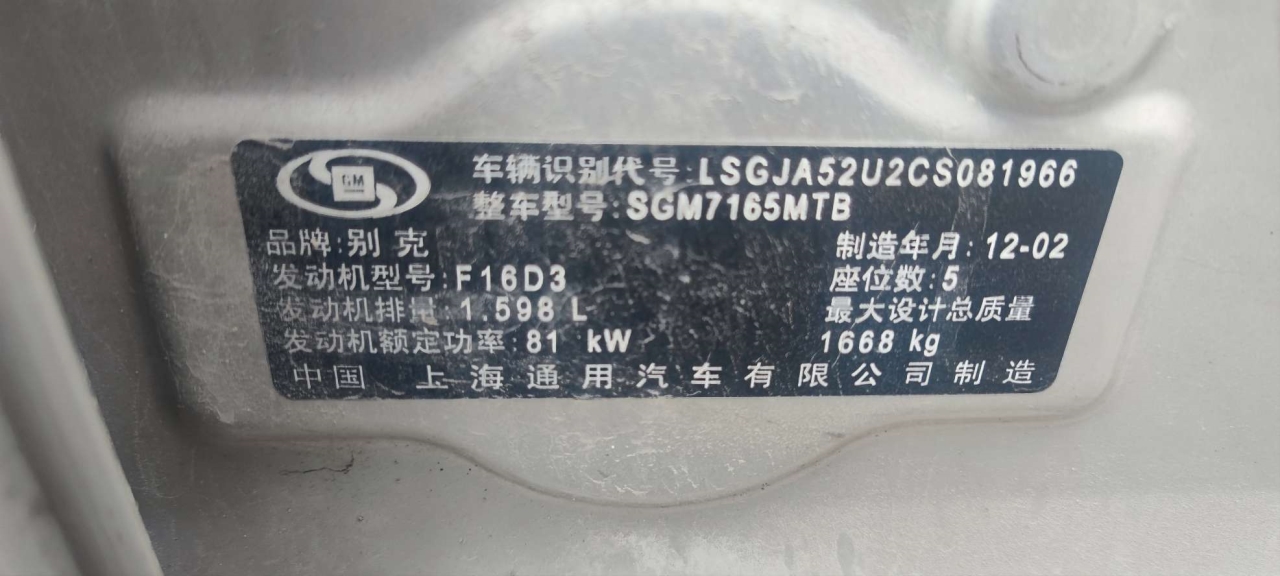 GM
车辆识别代号:LSGJA52U2CS081966
整车型号:SGM7165MTB
品牌:别克
制造年月:12-02
发动机型号:F16D3
座位数:5
发动机排量:1.598 L
最大设计总质量
发动机额定功率:81 kW
1668 kg
中国 上海通用汽车有限公司制造